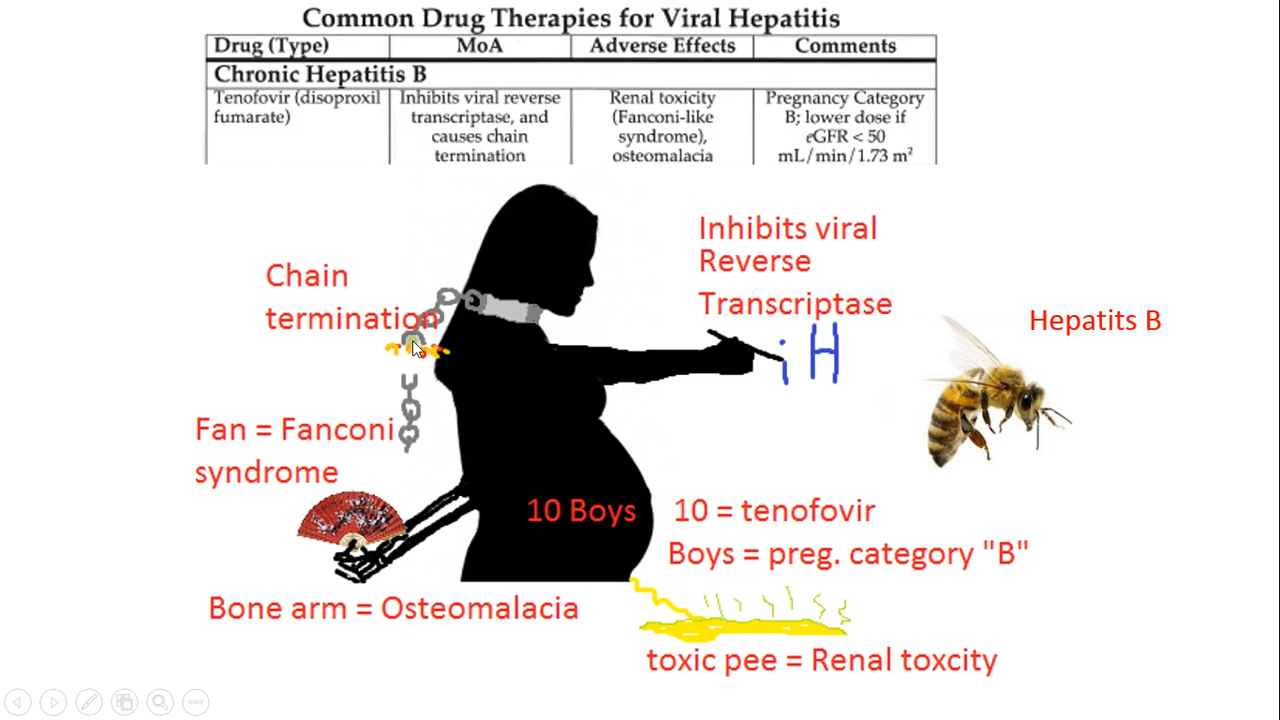 Common Drug Therapies for Viral Hepatitis
Drug (Type) MoA Adverse Effects Comments
Chronic Hepatitis B
Tenofovir (disoproxil Inhibits viral reverse Renal toxicity Pregnancy Category
fumarate) transcriptase, and (Fanconi-like B; lower dose if
causes chain syndrome), eGFR < 50
termination osteomalacia mL/min/1.73 m²
Inhibits viral
Reverse
Transcriptase
Chain
termination
Hepatits B
iH
Fan = Fanconi
syndrome
10 Boys
10 = tenofovir
Boys = preg. category "B"
Bone arm = Osteomalacia
toxic pee = Renal toxcity